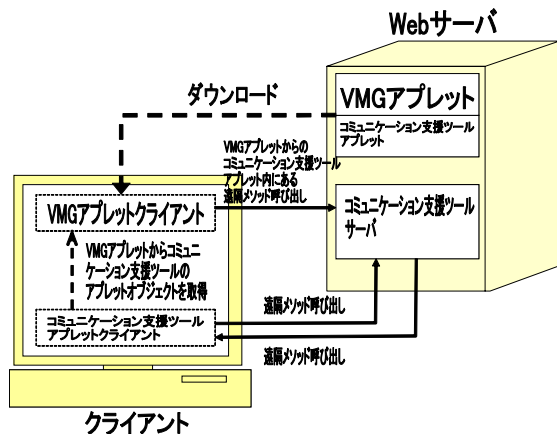 Webサーバ
ダウンロード
VMGアプレット
コミュニケーション支援ツール
アプレット
VMGアプレットからの
コミュニケーション支援ツール
アプレット内にある
遠隔メソッド呼び出し
VMGアプレットクライアント
コミュニケーション支援ツール
サーバ
VMGアプレットからコミュニ
ケーション支援ツールの
アプレットオブジェクトを取得
遠隔メソッド呼び出し
コミュニケーション支援ツール
アプレットクライアント
遠隔メソッド呼び出し
クライアント